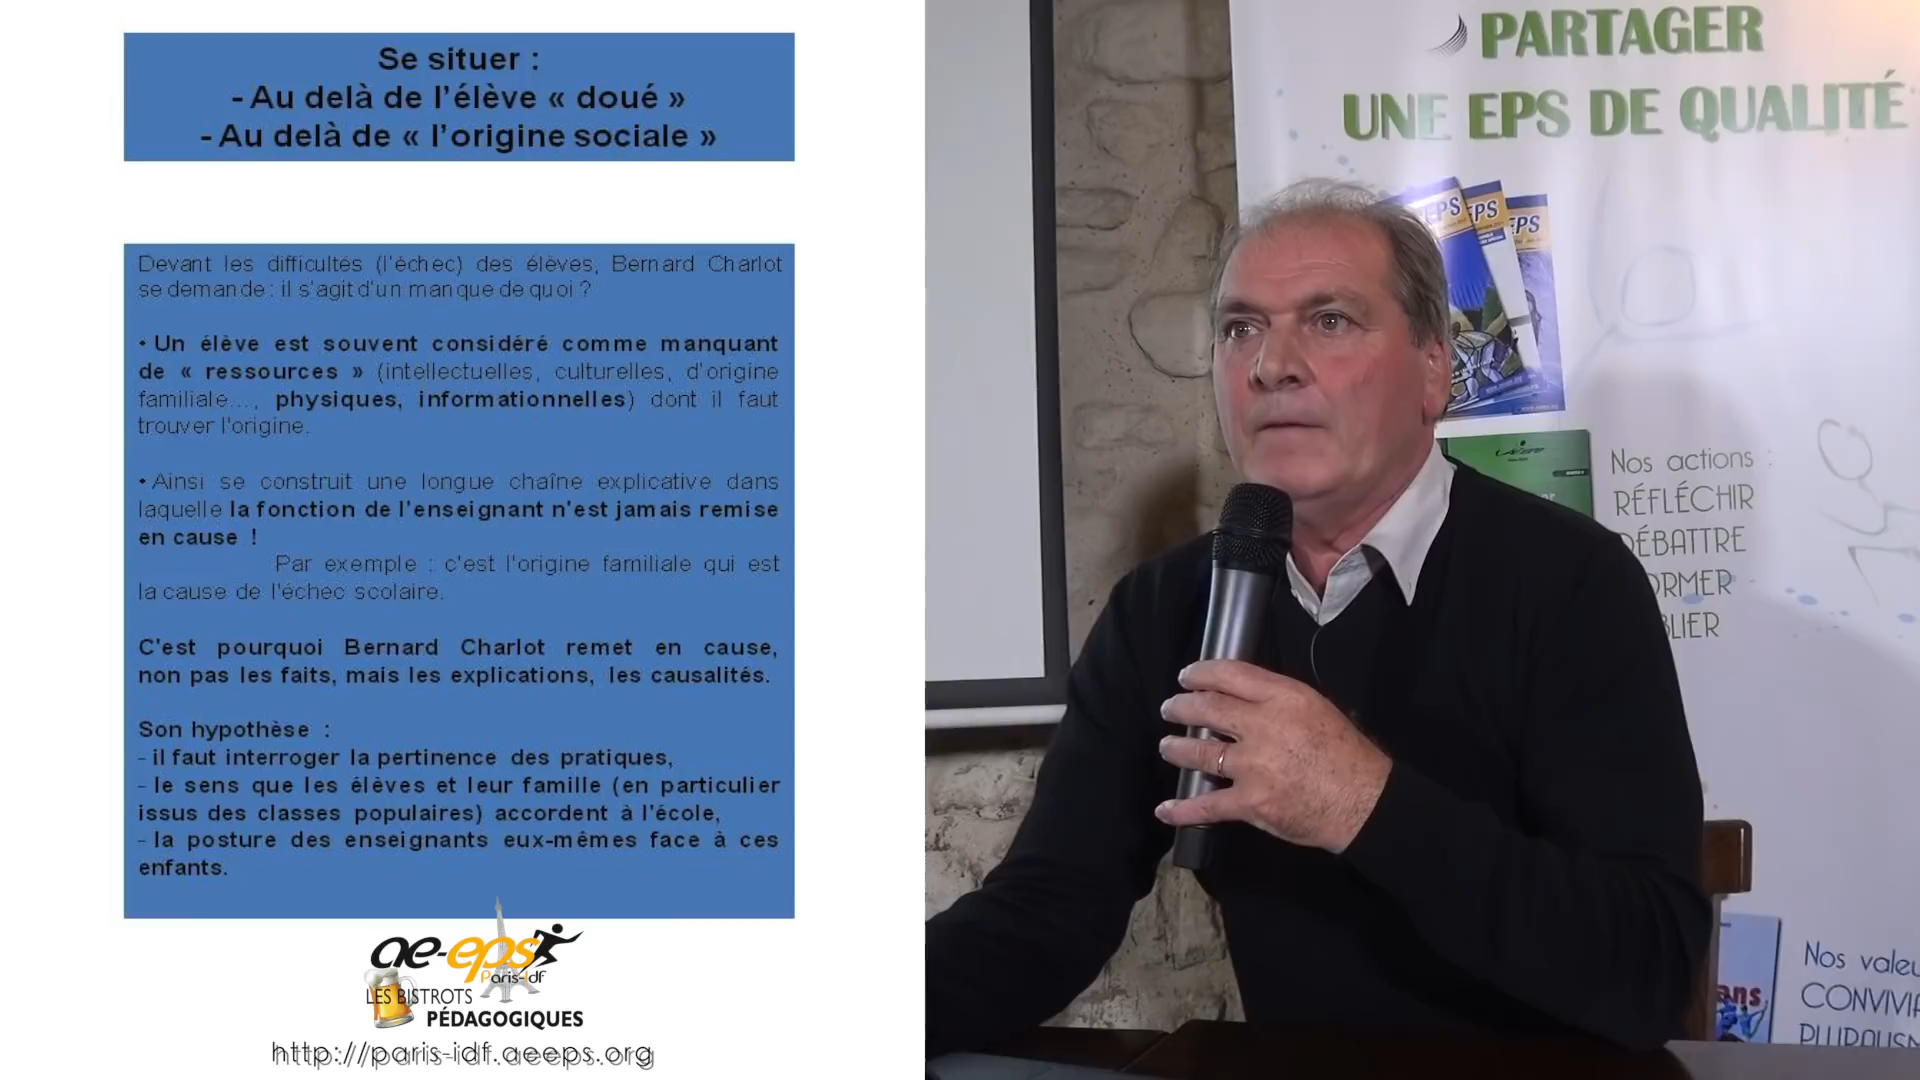 Se situer :
- Au delà de l'élève « doué »
- Au delà de « l'origine sociale »
Devant les difficultés (l'échec) des élèves, Bernard Charlot
se demande : il s'agit d'un manque de quoi ?
• Un élève est souvent considéré comme manquant
de « ressources » (intellectuelles, culturelles, d'origine
familiale..., physiques, informationnelles) dont il faut
trouver l'origine.
• Ainsi se construit une longue chaîne explicative dans
laquelle la fonction de l'enseignant n'est jamais remise
en cause !
Par exemple : c'est l'origine familiale qui est
la cause de l'échec scolaire.
C'est pourquoi Bernard Charlot remet en cause,
non pas les faits, mais les explications, les causalités.
Son hypothèse :
- il faut interroger la pertinence des pratiques,
- le sens que les élèves et leur famille (en particulier
issus des classes populaires) accordent à l'école,
- la posture des enseignants eux-mêmes face à ces
enfants.
ae-eps
Paris-Idf
LES BISTROTS
PÉDAGOGIQUES
http://paris-idf.aeeps.org
PARTAGER
UNE EPS DE QUALITÉ
EPS
EPS
EPS
Nos actions :
RÉFLÉCHIR
DÉBATTRE
ORMER
BLIER
Nos valeu
CONVIVIA
PLURALISM
ans